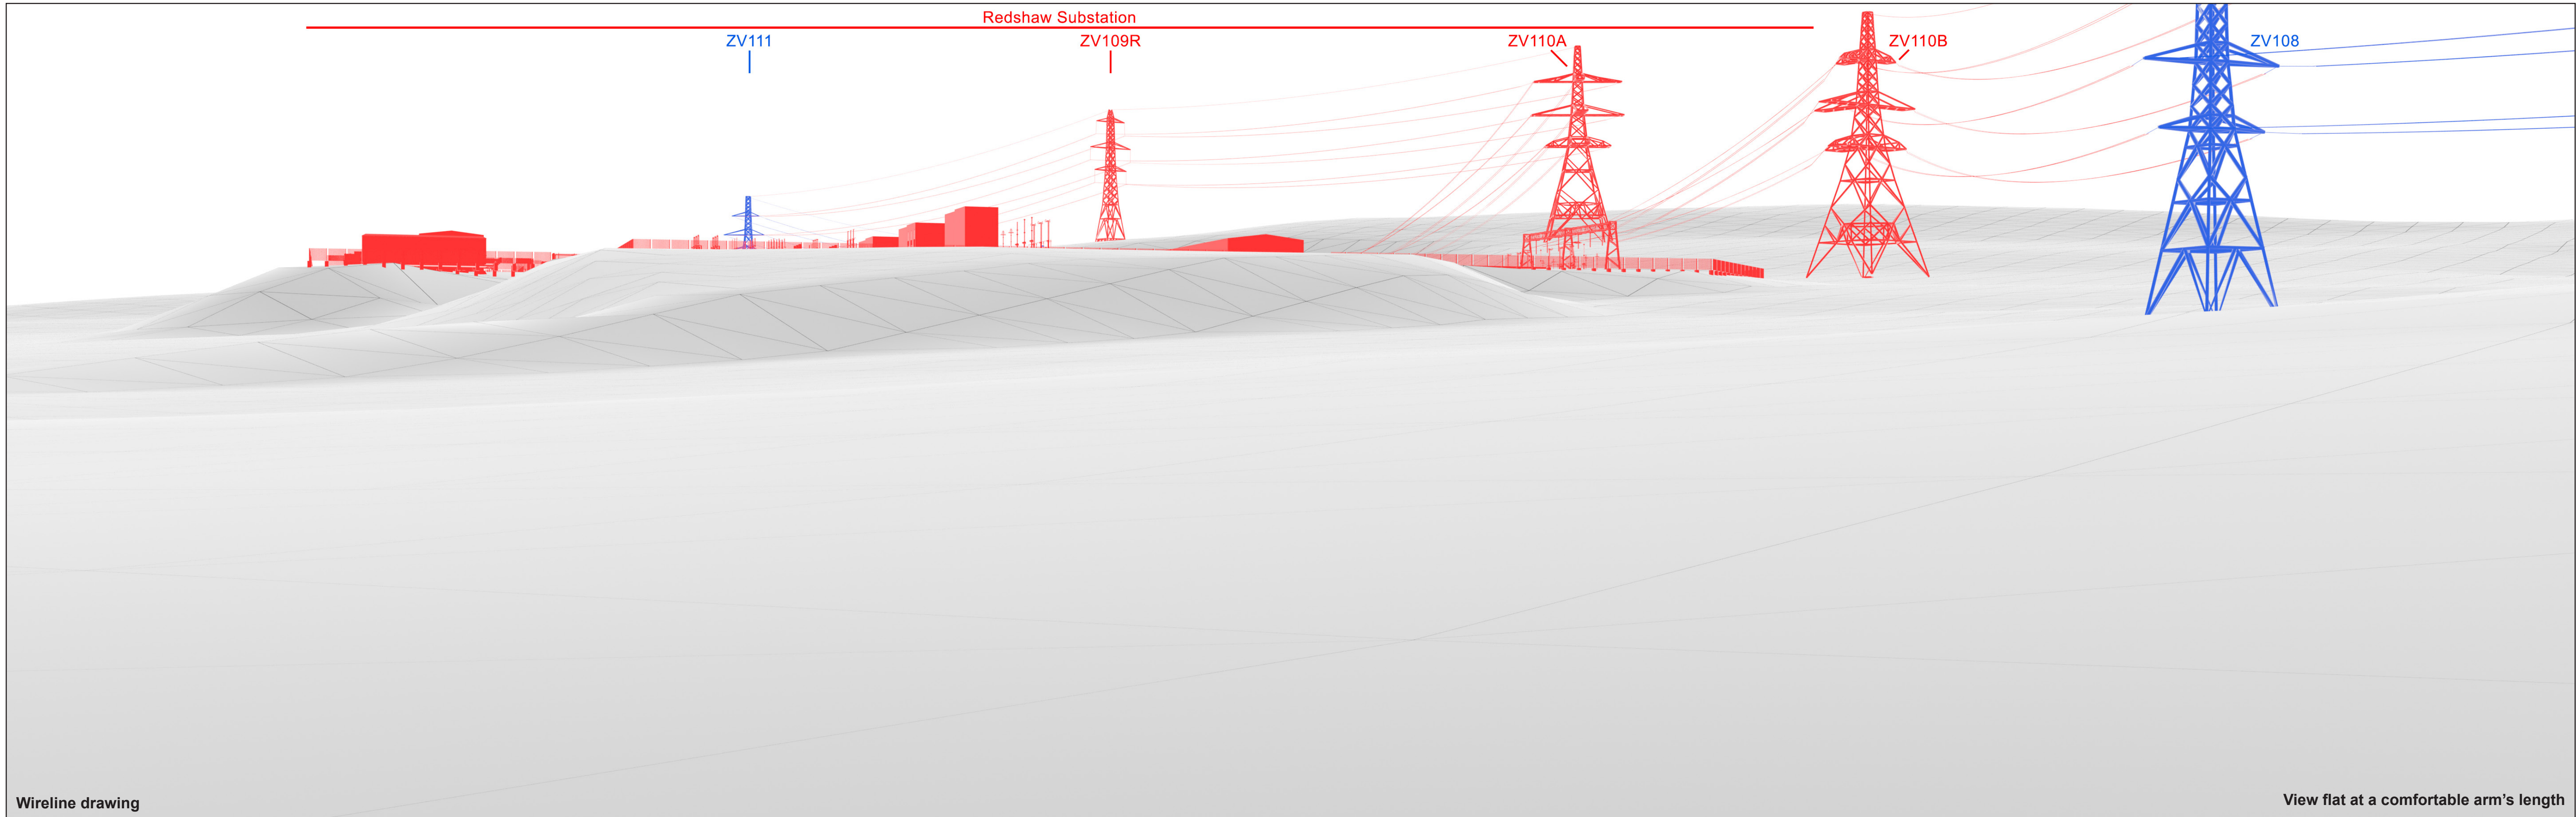 Redshaw Substation
ZV111
ZV109R
ZV110A
ZV110B
ZV108
Wireline drawing
View flat at a comfortable arm's length